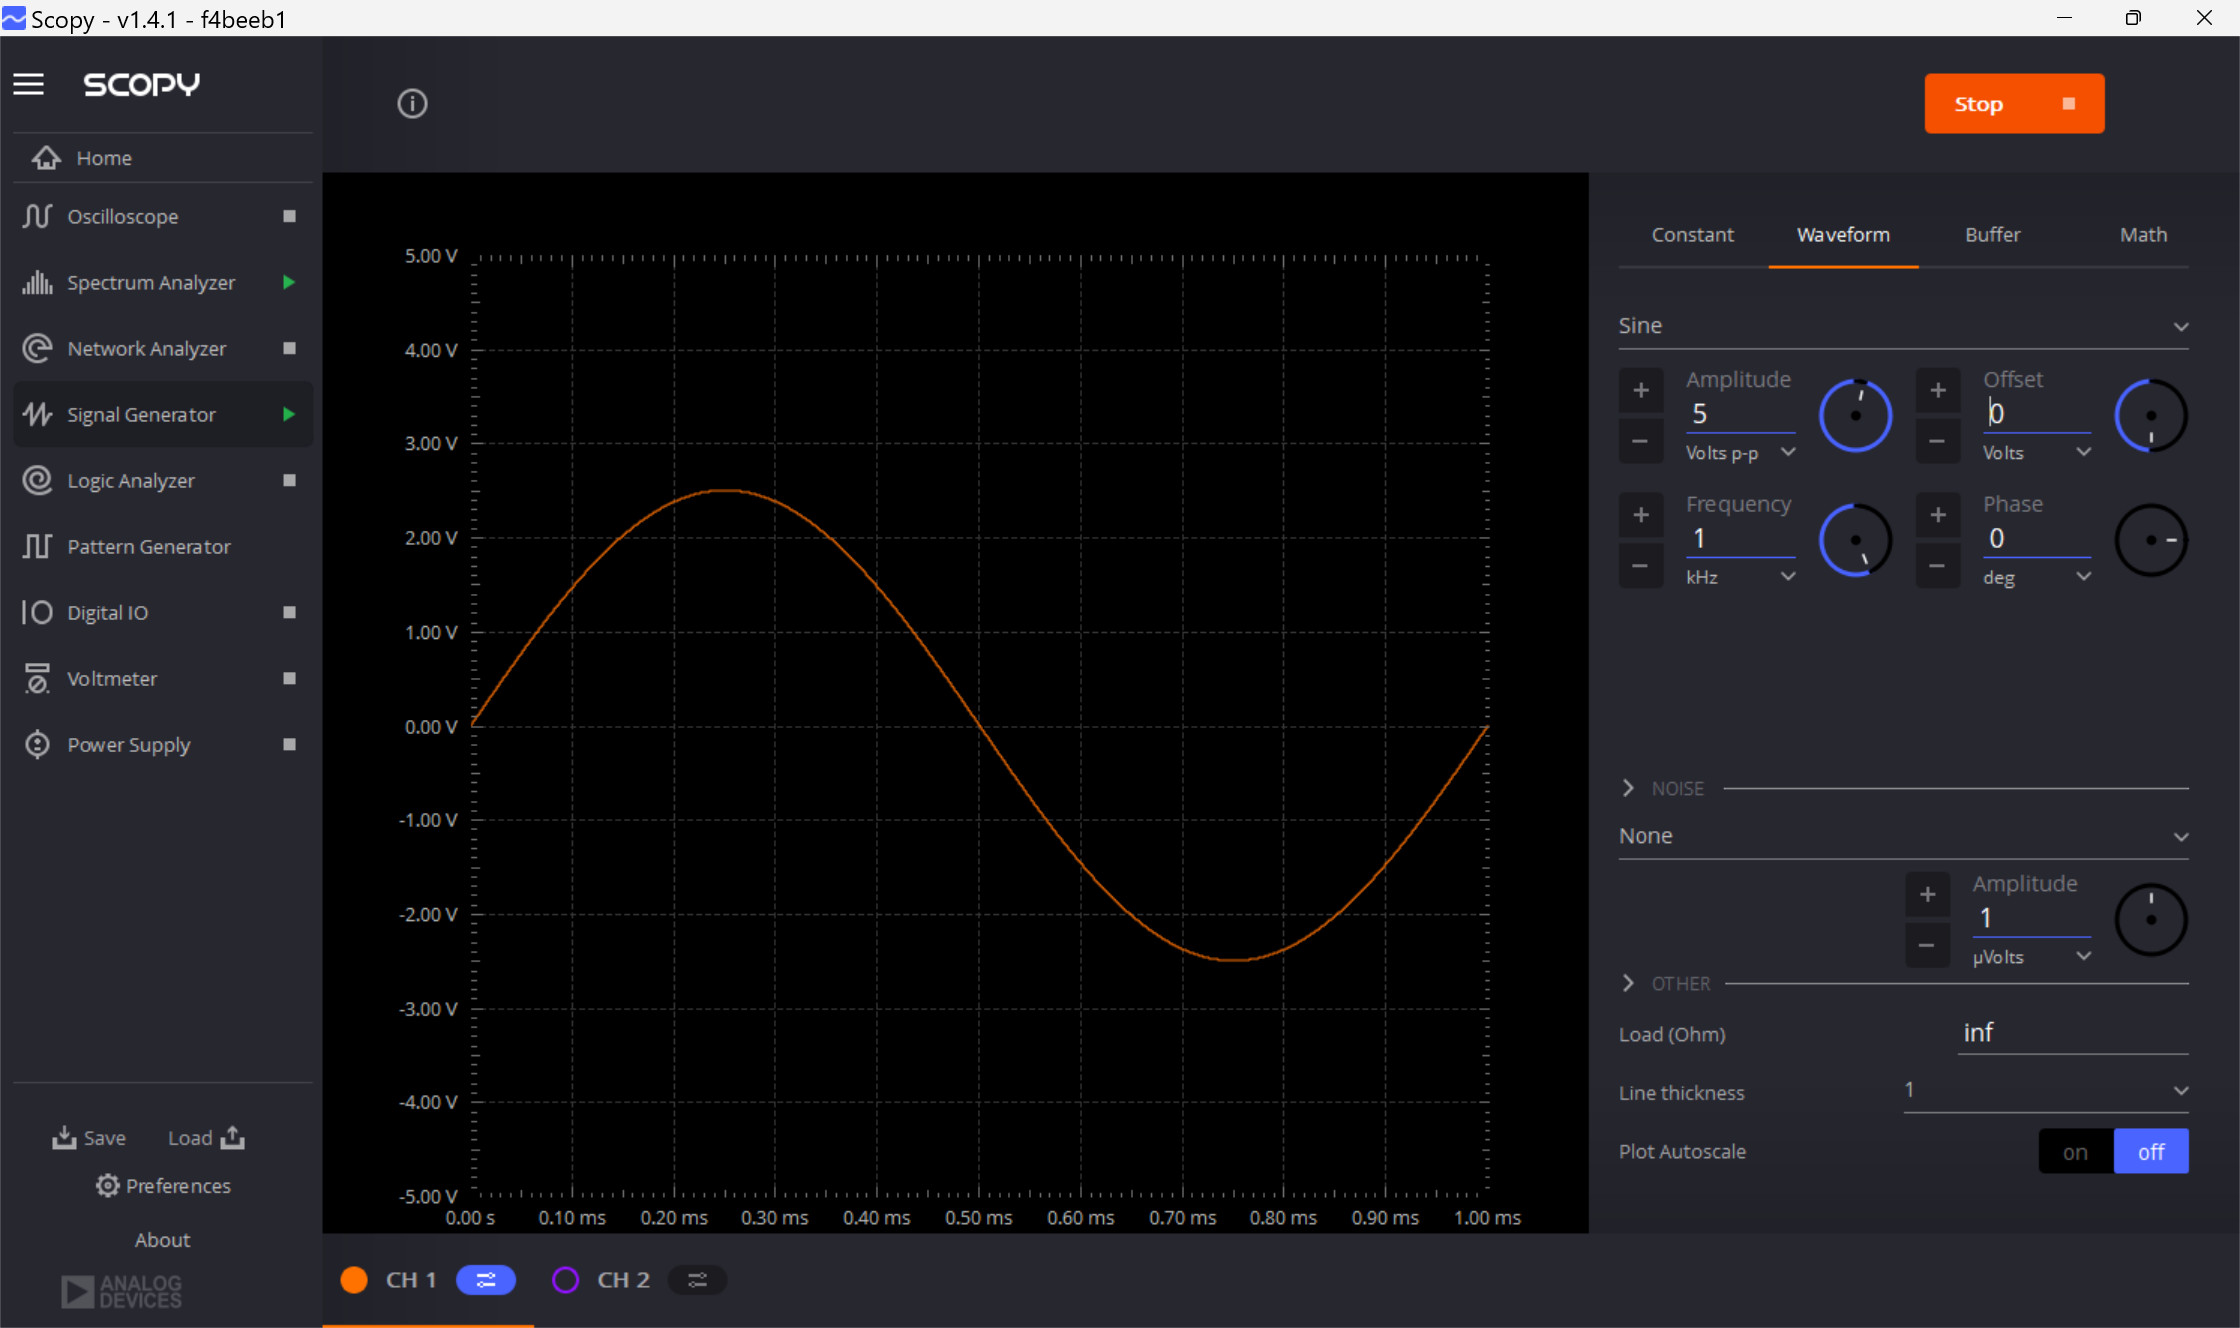 Scopy - v1.4.1 - f4beeb1
SCOPY
Home
Oscilloscope
Spectrum Analyzer
Network Analyzer
Signal Generator
Logic Analyzer
Pattern Generator
Digital IO
Voltmeter
Power Supply
Save Load
Preferences
About
ANALOG
DEVICES
Stop
5.00 V
4.00 V
3.00 V
2.00 V
1.00 V
0.00 V
-1.00 V
-2.00 V
-3.00 V
-4.00 V
-5.00 V
0.00 s 0.10 ms 0.20 ms 0.30 ms 0.40 ms 0.50 ms 0.60 ms 0.70 ms 0.80 ms 0.90 ms 1.00 ms
CH 1 CH 2
Constant Waveform Buffer Math
Sine
+ Amplitude + Offset
5 0
- Volts p-p - Volts
+ Frequency + Phase
1 0
- kHz - deg
NOISE
None
+ Amplitude
1
- µVolts
OTHER
Load (Ohm) inf
Line thickness 1
Plot Autoscale on off